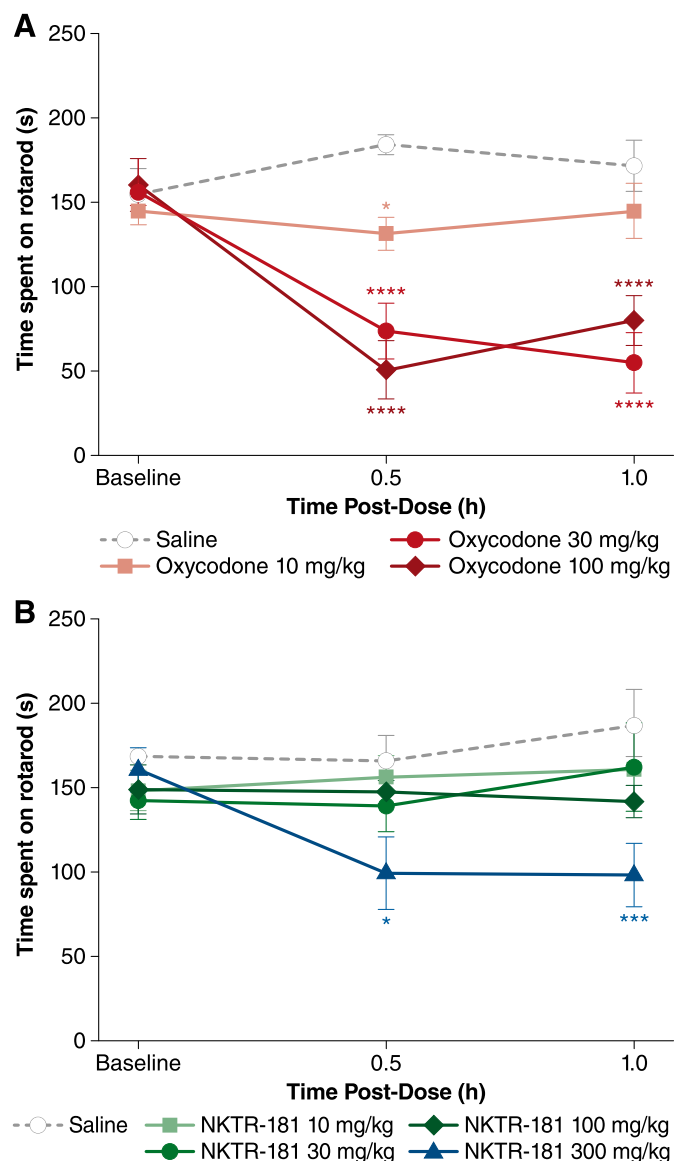 A
250
200
150
100
50
0
Time spent on rotarod (s)
*
****
****
****
****
Baseline 0.5 1.0
Time Post-Dose (h)
Saline Oxycodone 30 mg/kg
Oxycodone 10 mg/kg Oxycodone 100 mg/kg
B
250
200
150
100
50
0
Time spent on rotarod (s)
*
***
Baseline 0.5 1.0
Time Post-Dose (h)
Saline NKTR-181 10 mg/kg NKTR-181 100 mg/kg
NKTR-181 30 mg/kg NKTR-181 300 mg/kg